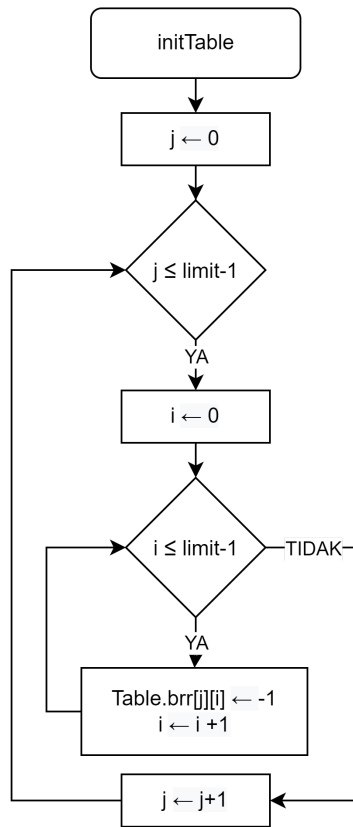 initTable
j ← 0
j ≤ limit-1
YA
i ← 0
i ≤ limit-1
TIDAK
YA
Table.brr[j][i] ← -1
i ← i +1
j ← j+1